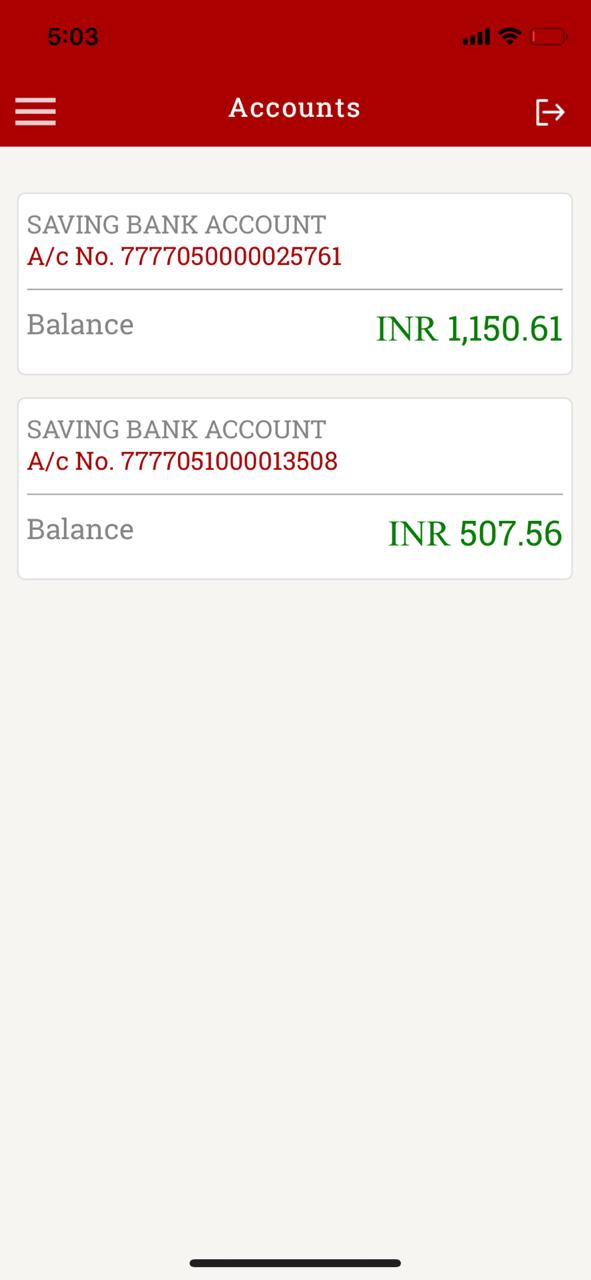 5:03
Accounts
SAVING BANK ACCOUNT
A/c No. 7777050000025761
Balance INR 1,150.61
SAVING BANK ACCOUNT
A/c No. 7777051000013508
Balance INR 507.56